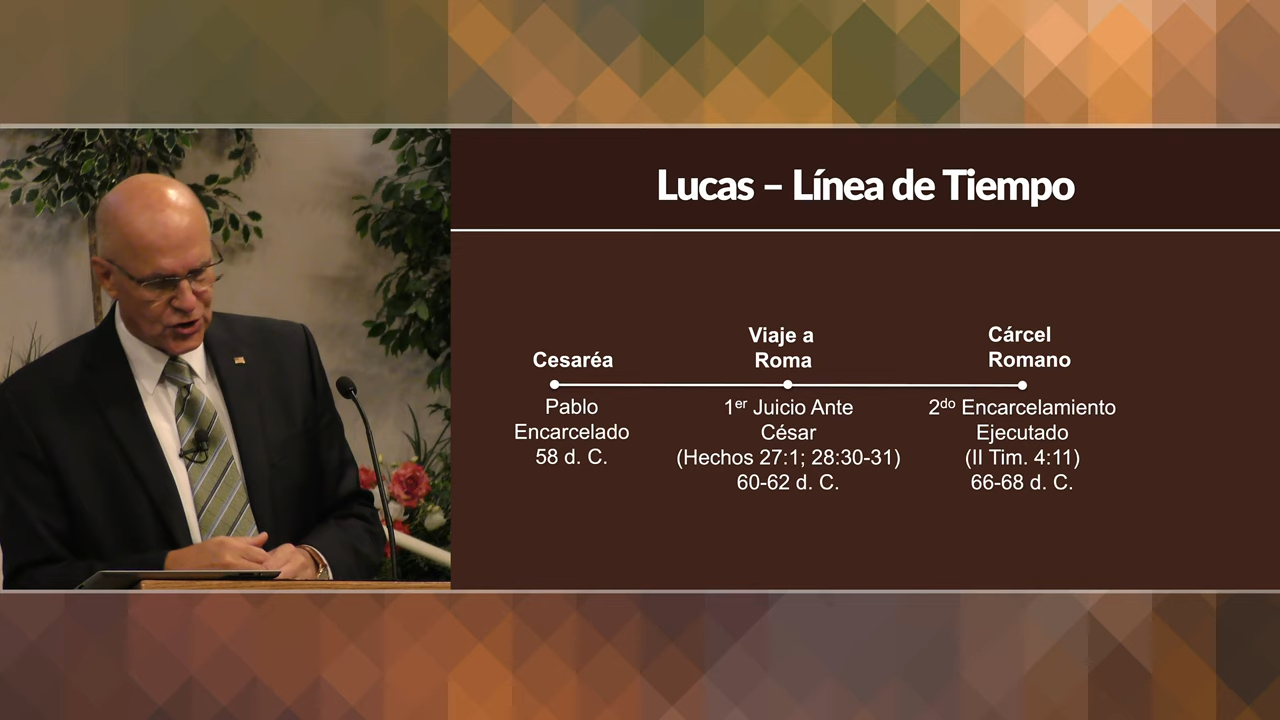 Lucas – Línea de Tiempo
Cesaréa
Pablo
Encarcelado
58 d. C.
Viaje a
Roma
1er Juicio Ante
César
(Hechos 27:1; 28:30-31)
60-62 d. C.
Cárcel
Romano
2do Encarcelamiento
Ejecutado
(II Tim. 4:11)
66-68 d. C.